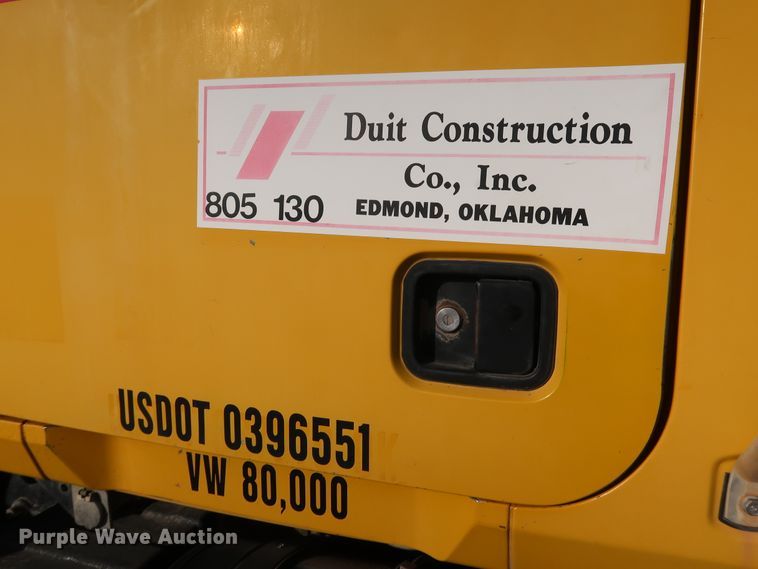 Duit Construction
Co., Inc.
805 130 EDMOND, OKLAHOMA
USDOT 0396551
VW 80,000
Purple Wave Auction